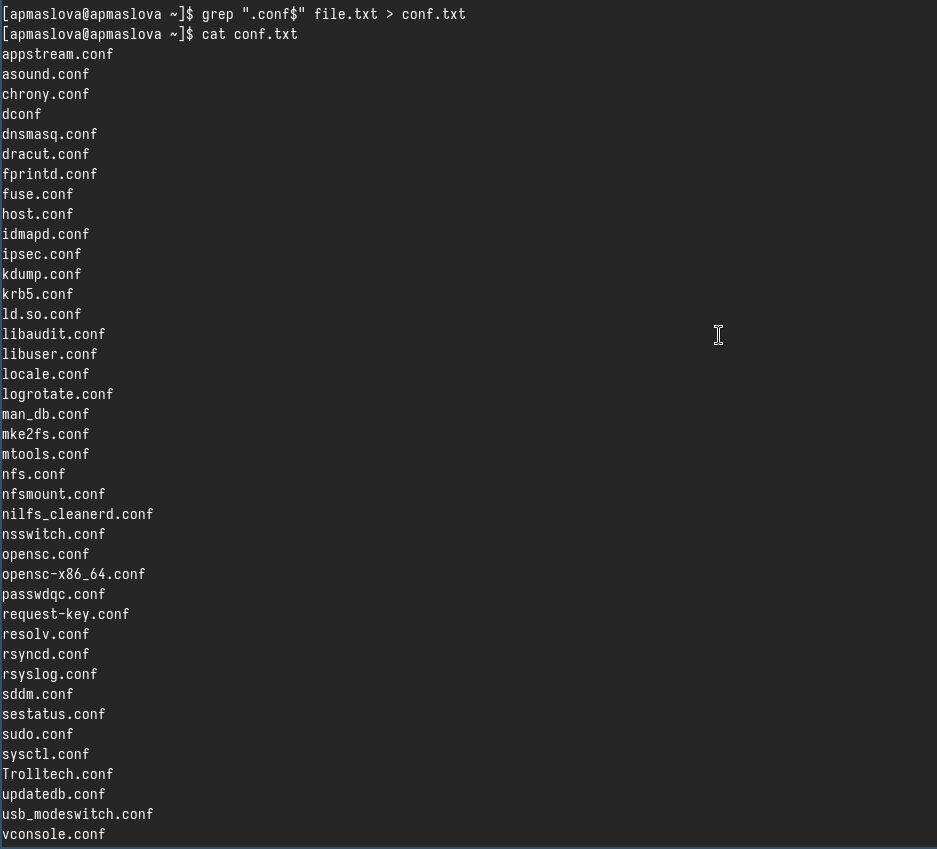 [apmaslova@apmaslova ~]$ grep ".conf$" file.txt > conf.txt
[apmaslova@apmaslova ~]$ cat conf.txt
appstream.conf
asound.conf
chrony.conf
dconf
dnsmasq.conf
dracut.conf
fprintd.conf
fuse.conf
host.conf
idmapd.conf
ipsec.conf
kdump.conf
krb5.conf
ld.so.conf
libaudit.conf
libuser.conf
locale.conf
logrotate.conf
man_db.conf
mke2fs.conf
mtools.conf
nfs.conf
nfsmount.conf
nilfs_cleanerd.conf
nsswitch.conf
opensc.conf
opensc-x86_64.conf
passwdqc.conf
request-key.conf
resolv.conf
rsyncd.conf
rsyslog.conf
sddm.conf
sestatus.conf
sudo.conf
sysctl.conf
Trolltech.conf
updatedb.conf
usb_modeswitch.conf
vconsole.conf